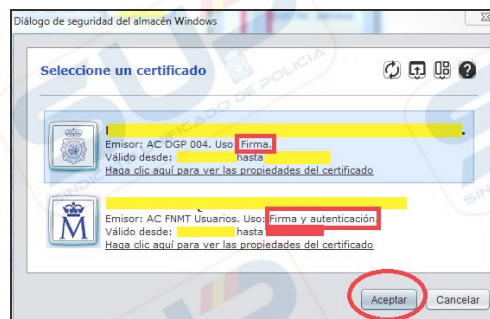 Diálogo de seguridad del almacén Windows
Seleccione un certificado
Emisor: AC DGP 004. Uso: Firma.
Válido desde: hasta
Haga clic aquí para ver las propiedades del certificado
Emisor: AC FNMT Usuarios. Uso: Firma y autenticación.
Válido desde: hasta
Haga clic aquí para ver las propiedades del certificado
Aceptar Cancelar